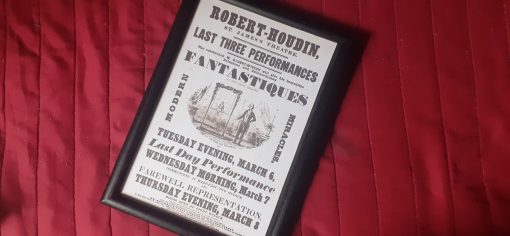 ROBERT-HOUDIN,
ST. JAMES'S THEATRE.
LAST THREE PERFORMANCES
FANTASTIQUES
MODERN
MIRACLES,
TUESDAY EVENING, MARCH 6,
Last Day Performance
WEDNESDAY MORNING, March 7
FAREWELL REPRESENTATION,
THURSDAY EVENING, MARCH 8